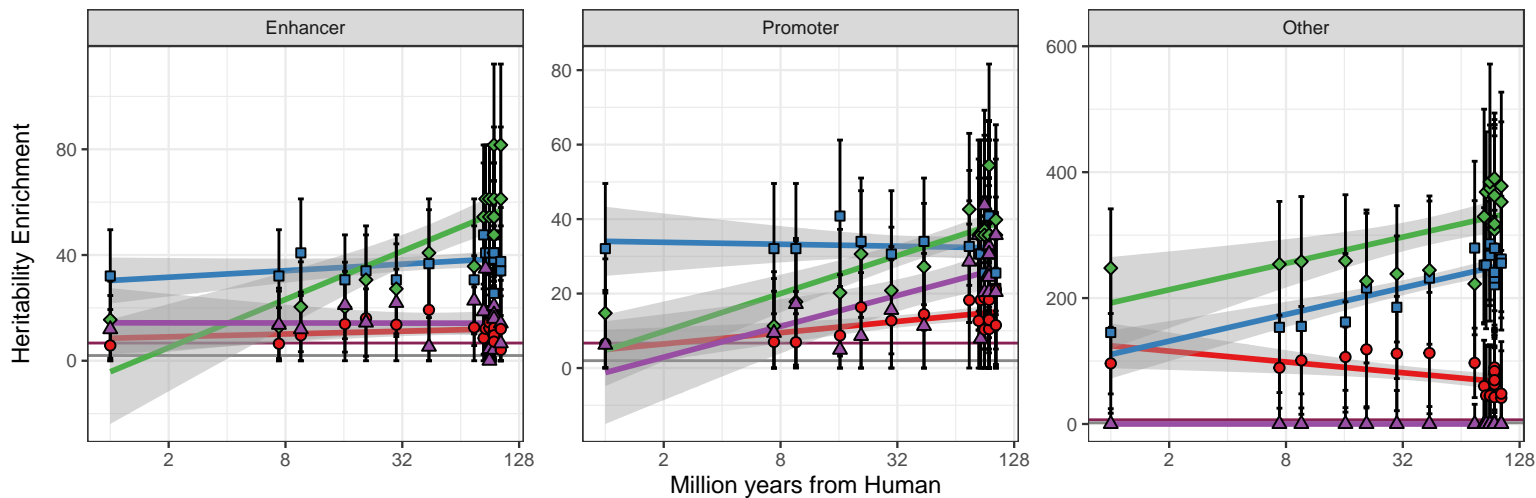 Enhancer
Promoter
Other
Heritability Enrichment
80
40
0
80
60
40
20
0
600
400
200
0
2 8 32 128
2 8 32 128
2 8 32 128
Million years from Human